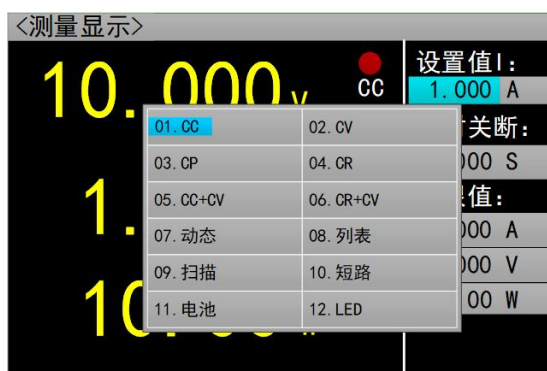 <测量显示>
10.000v
CC
设置值I:
1.000 A
01.CC
02.CV
关断:
03.CP
04.CR
000 S
05.CC+CV
06.CR+CV
值:
1.
07.动态
08.列表
000 A
09.扫描
10.短路
000 V
11.电池
12.LED
00 W
10.